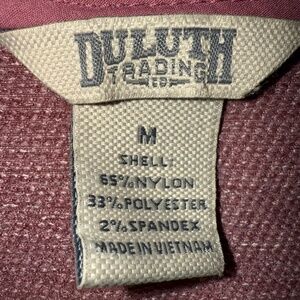 DULUTH
TRADING
CO.
M
SHELL:
65% NYLON
33% POLYESTER
2% SPANDEX
MADE IN VIETNAM